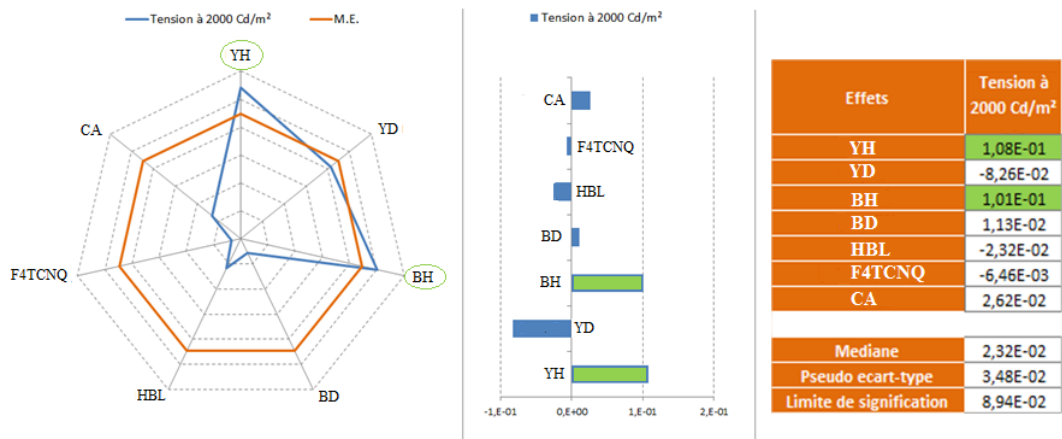 Tension à 2000 Cd/m² M.E.
YH
CA
YD
F4TCNQ
BH
HBL
BD
Tension à 2000 Cd/m²
CA
F4TCNQ
HBL
BD
BH
YD
YH
-1,E-01 0,E+00 1,E-01 2,E-01
Effets Tension à 2000 Cd/m²
YH 1,08E-01
YD -8,26E-02
BH 1,01E-01
BD 1,13E-02
HBL -2,32E-02
F4TCNQ -6,46E-03
CA 2,62E-02
Mediane 2,32E-02
Pseudo ecart-type 3,48E-02
Limite de signification 8,94E-02